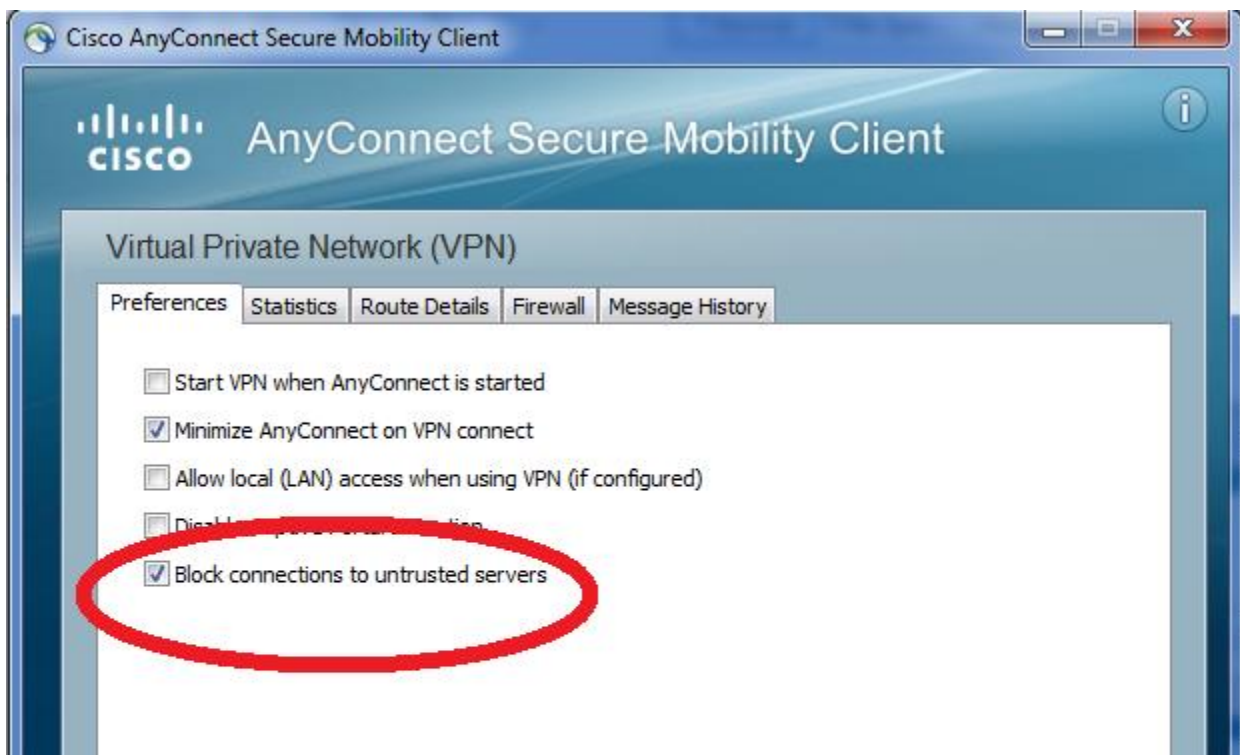 Cisco AnyConnect Secure Mobility Client
CISCO AnyConnect Secure Mobility Client
Virtual Private Network (VPN)
Preferences Statistics Route Details Firewall Message History
Start VPN when AnyConnect is started
Minimize AnyConnect on VPN connect
Allow local (LAN) access when using VPN (if configured)
Block connections to untrusted servers